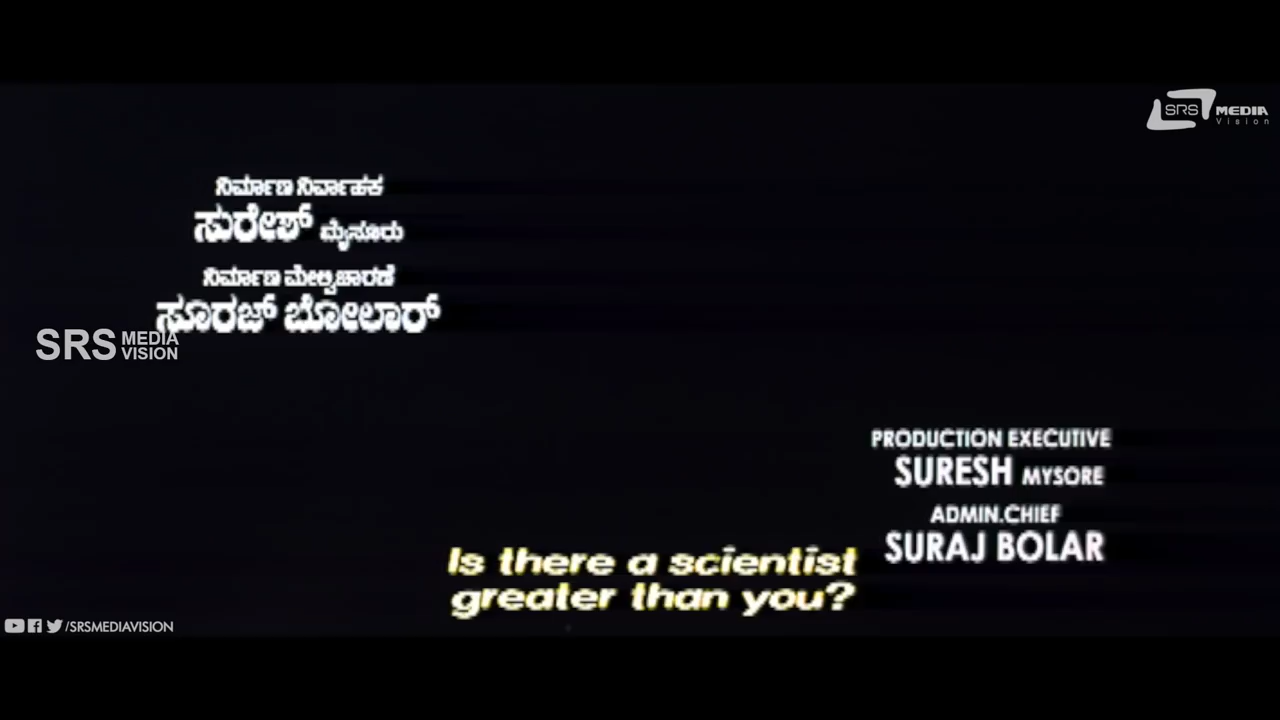 SRS MEDIA
Vision
ನಿರ್ಮಾಣ ನಿರ್ವಾಹಕ
ಸುರೇಶ್ ಮೈಸೂರು
ನಿರ್ಮಾಣ ಮೇಲ್ವಿಚಾರಣೆ
ಸೂರಜ್ ಬೋಲಾರ್
SRS MEDIA
VISION
PRODUCTION EXECUTIVE
SURESH MYSORE
ADMIN.CHIEF
SURAJ BOLAR
Is there a scientist
greater than you?
/SRSMEDIAVISION